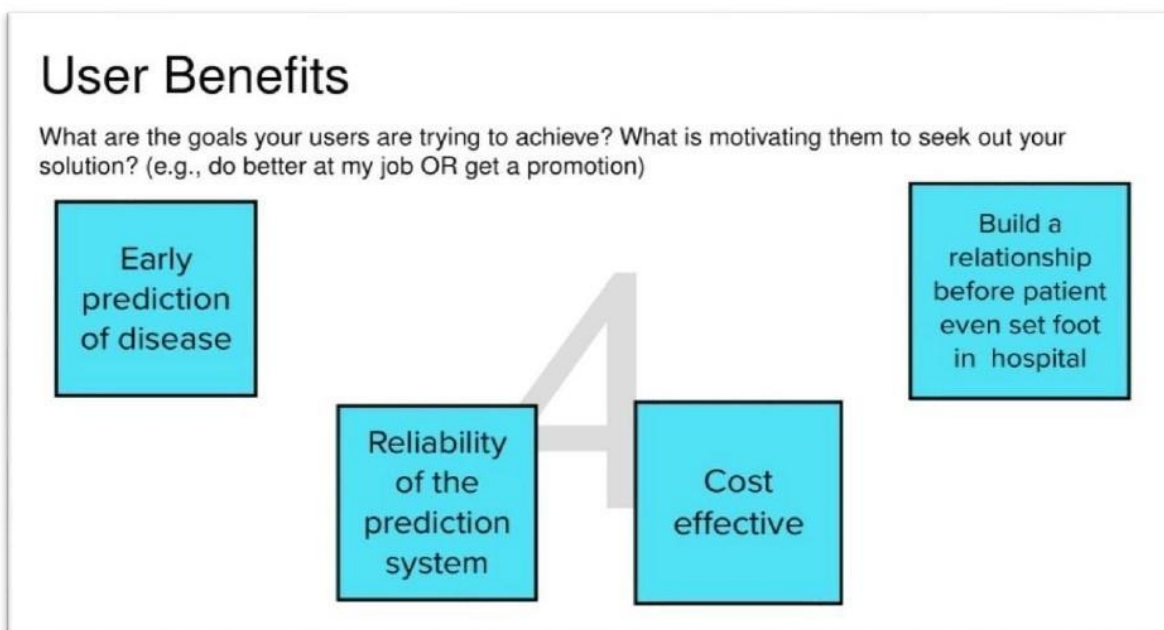 User Benefits
What are the goals your users are trying to achieve? What is motivating them to seek out your
solution? (e.g., do better at my job OR get a promotion)
Early
prediction
of disease
Build a
relationship
before patient
even set foot
in hospital
4
Reliability
of the
prediction
system
Cost
effective